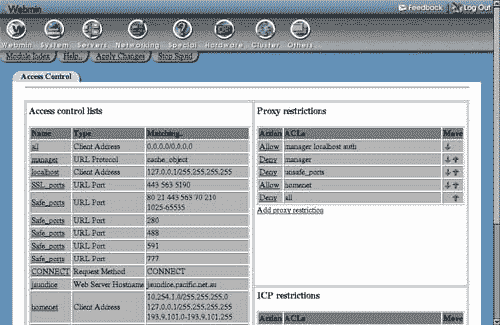 Webmin
Feedback
Log Out
Webmin System Servers Networking Special Hardware Cluster Others
Module Index Help.. Apply Changes Stop Squid
Access Control
Access control lists
Name Type Matching..
all Client Address 0.0.0.0/0.0.0.0
manager URL Protocol cache_object
localhost Client Address 127.0.0.1/255.255.255.255
SSL_ports URL Port 443 563 5190
Safe_ports URL Port 80 21 443 563 70 210
1025-65535
Safe_ports URL Port 280
Safe_ports URL Port 488
Safe_ports URL Port 591
Safe_ports URL Port 777
CONNECT Request Method CONNECT
jaundice Web Server Hostname jaundice.pacific.net.au
homenet Client Address 10.254.1.0/255.255.255.0
127.0.0.1/255.255.255.255
193.9.101.0-193.9.101.255
Proxy restrictions
Action ACLs Move
Allow manager localhost auth
Deny manager
Deny unsafe_ports
Allow homenet
Deny all
Add proxy restriction
ICP restrictions
Action ACLs Move